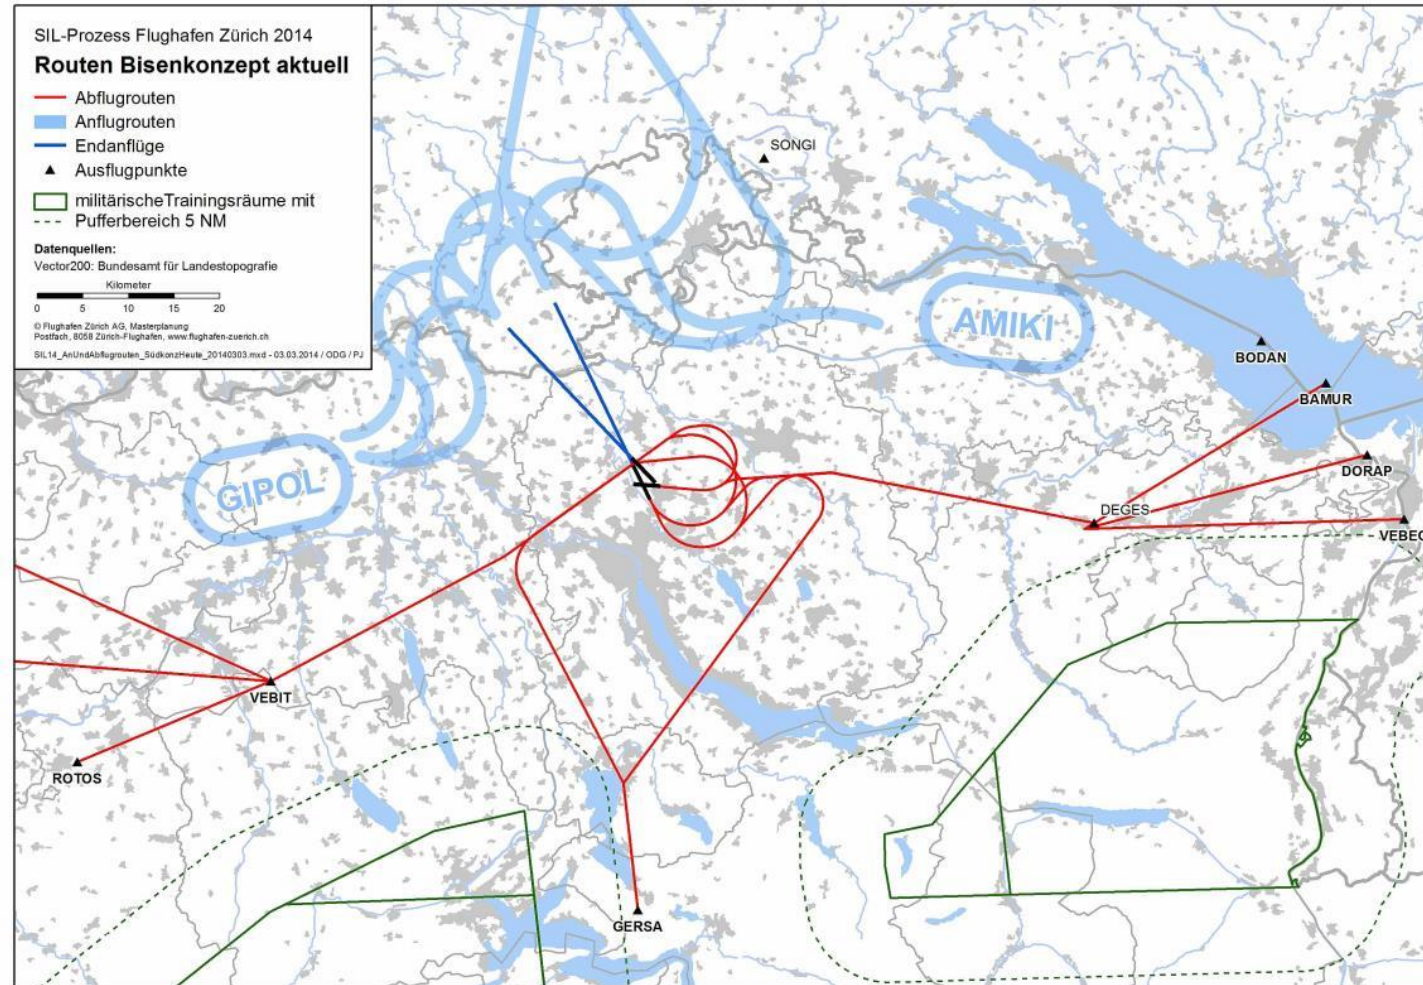 SIL-Prozess Flughafen Zürich 2014
Routen Bisenkonzept aktuell
Abflugrouten
Anflugrouten
Endanflüge
Ausflugpunkte
militärischeTrainingsräume mit
Pufferbereich 5 NM
Datenquellen:
Vector200: Bundesamt für Landestopografie
Kilometer
0 5 10 15 20
© Flughafen Zürich AG, Masterplanung
Postfach, 8058 Zürich-Flughafen, www.flughafen-zuerich.ch
SIL14_AnUndAbflugrouten_SüdkonzHeute_20140303.mxd - 03.03.2014 / ODG / PJ
SONGI
AMIKI
BODAN
BAMUR
DORAP
GIPOL
DEGES
VEBEG
VEBIT
ROTOS
GERSA